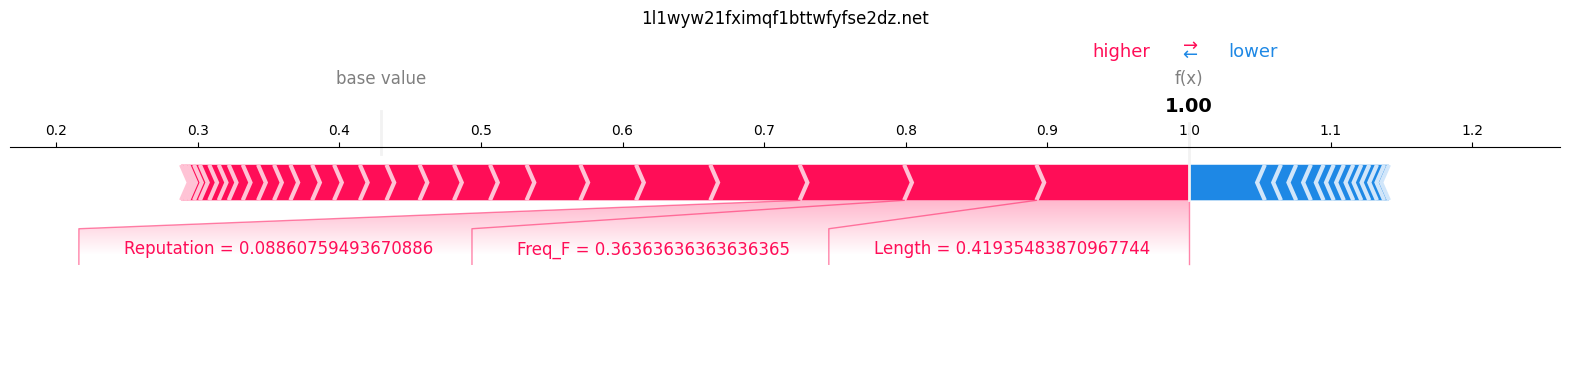 1l1wyw21fximqf1bttwfyfse2dz.net
higher → ← lower
base value f(x)
1.00
0.2 0.3 0.4 0.5 0.6 0.7 0.8 0.9 1.0 1.1 1.2
Reputation = 0.08860759493670886 Freq_F = 0.36363636363636365 Length = 0.41935483870967744